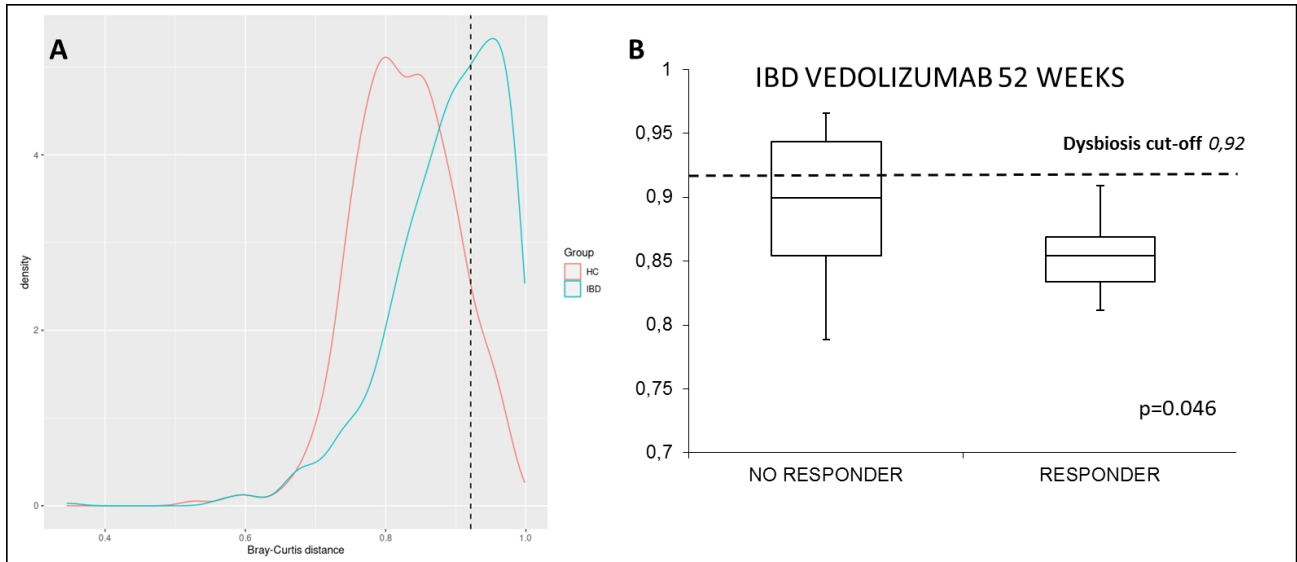 A
density
4
2
0
0.4
0.6
0.8
1.0
Bray-Curtis distance
Group
HC
IBD
B
IBD VEDOLIZUMAB 52 WEEKS
1
0,95
0,9
0,85
0,8
0,75
0,7
Dysbiosis cut-off 0,92
p=0.046
NO RESPONDER
RESPONDER